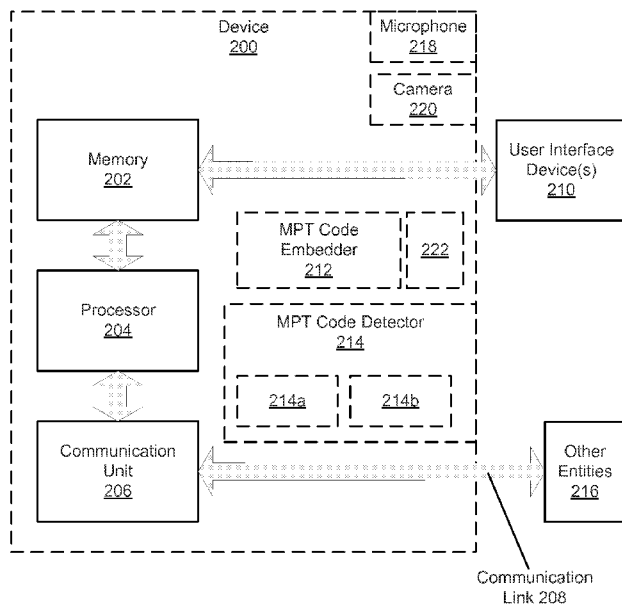 Device
200
Microphone
218
Camera
220
Memory
202
User Interface
Device(s)
210
MPT Code
Embedder
212
222
Processor
204
MPT Code Detector
214
214a
214b
Communication
Unit
206
Other
Entities
216
Communication
Link 208